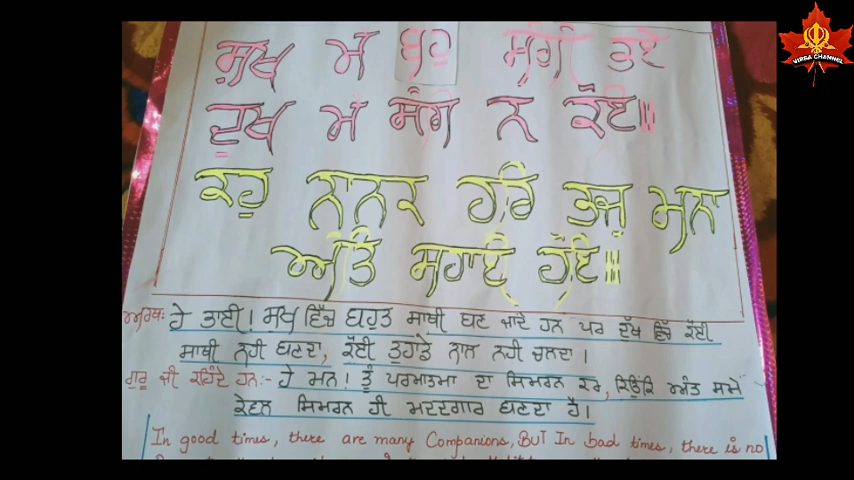 ਸੁਖ ਮੈ ਬਹੁ ਸੰਗੀ ਭਏ
ਦੁਖ ਮੈ ਸੰਗਿ ਨ ਕੋਇ॥
ਕਹੁ ਨਾਨਕ ਹਰਿ ਭਜੁ ਮਨਾ
ਅੰਤਿ ਸਹਾਈ ਹੋਇ॥
ਅਰਥ: ਹੇ ਭਾਈ! ਸੁਖ ਵਿੱਚ ਬਹੁਤ ਸਾਥੀ ਬਣ ਜਾਂਦੇ ਹਨ ਪਰ ਦੁੱਖ ਵਿੱਚ ਕੋਈ
ਸਾਥੀ ਨਹੀ ਬਣਦਾ, ਕੋਈ ਤੁਹਾਡੇ ਨਾਲ ਨਹੀ ਚਲਦਾ।
ਗੁਰੂ ਜੀ ਕਹਿੰਦੇ ਹਨ:- ਹੇ ਮਨ! ਤੂੰ ਪਰਮਾਤਮਾ ਦਾ ਸਿਮਰਨ ਕਰ, ਕਿਉਂਕਿ ਅੰਤ ਸਮੇਂ
ਕੇਵਲ ਸਿਮਰਨ ਹੀ ਮਦਦਗਾਰ ਬਣਦਾ ਹੈ।
In good times, there are many Companions, BUT In bad times, there is no
VIRSA CHANNEL